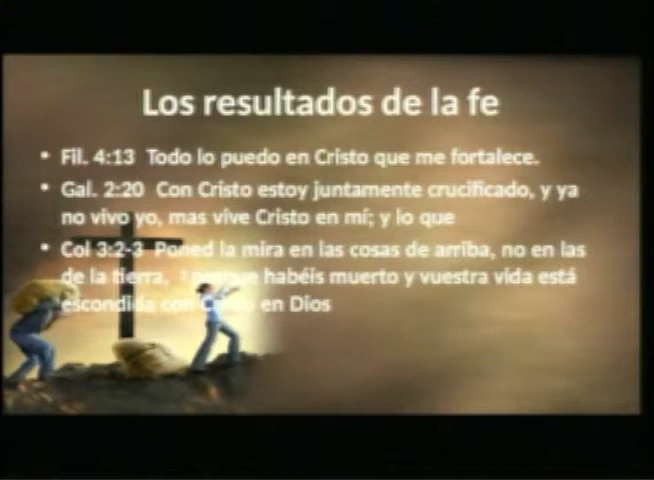 Los resultados de la fe
• Fil. 4:13 Todo lo puedo en Cristo que me fortalece.
• Gal. 2:20 Con Cristo estoy juntamente crucificado, y ya
no vivo yo, mas vive Cristo en mí; y lo que
• Col 3:2-3 Poned la mira en las cosas de arriba, no en las
de la tierra, 3 porque habéis muerto y vuestra vida está
escondida con Cristo en Dios